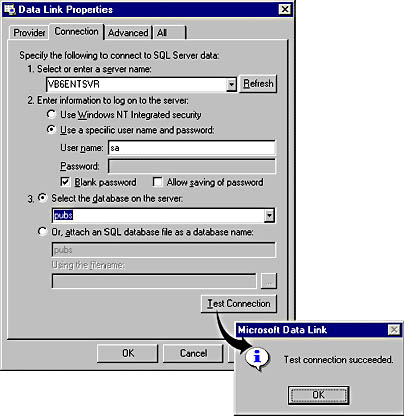 Data Link Properties
Provider Connection Advanced All
Specify the following to connect to SQL Server data:
1. Select or enter a server name:
VB6ENTSVR Refresh
2. Enter information to log on to the server:
Use Windows NT Integrated security
Use a specific user name and password:
User name: sa
Password:
Blank password Allow saving of password
3. Select the database on the server:
pubs
Or, attach an SQL database file as a database name:
pubs
Using the filename:
...
Test Connection
OK Cancel
Microsoft Data Link
Test connection succeeded.
OK